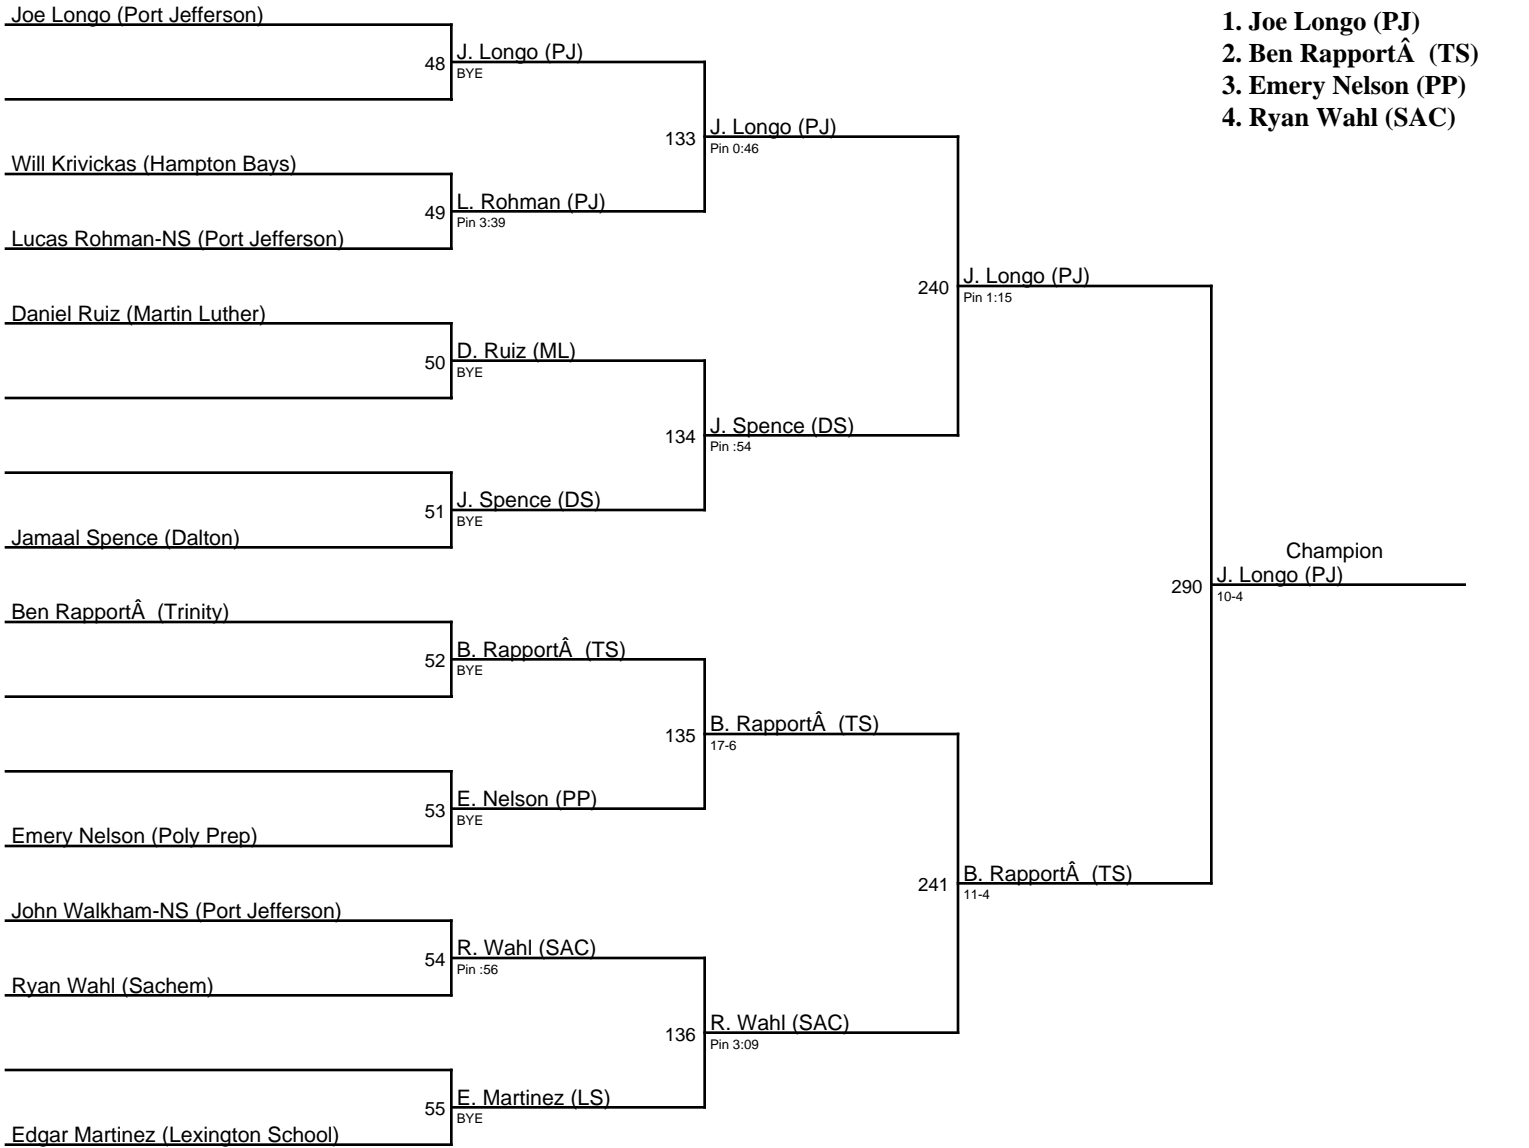 Joe Longo (Port Jefferson)
48
J. Longo (PJ)
BYE
Will Krivickas (Hampton Bays)
49
L. Rohman (PJ)
Pin 3:39
Lucas Rohman-NS (Port Jefferson)
133
J. Longo (PJ)
Pin 0:46
Daniel Ruiz (Martin Luther)
50
D. Ruiz (ML)
BYE
134
J. Spence (DS)
Pin :54
51
J. Spence (DS)
BYE
Jamaal Spence (Dalton)
240
J. Longo (PJ)
Pin 1:15
Ben RapportÂ  (Trinity)
52
B. RapportÂ  (TS)
BYE
135
B. RapportÂ  (TS)
17-6
53
E. Nelson (PP)
BYE
Emery Nelson (Poly Prep)
John Walkham-NS (Port Jefferson)
54
R. Wahl (SAC)
Pin :56
Ryan Wahl (Sachem)
136
R. Wahl (SAC)
Pin 3:09
55
E. Martinez (LS)
BYE
Edgar Martinez (Lexington School)
241
B. RapportÂ  (TS)
11-4
290
Champion
J. Longo (PJ)
10-4
1. Joe Longo (PJ)
2. Ben RapportÂ  (TS)
3. Emery Nelson (PP)
4. Ryan Wahl (SAC)